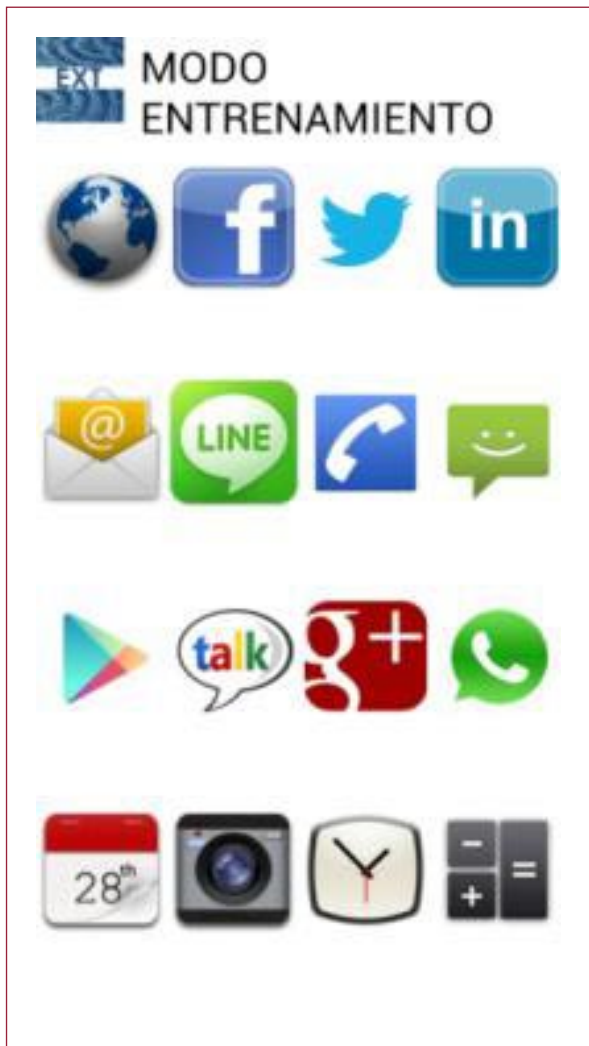 EXT MODO
ENTRENAMIENTO
f in
@ LINE
talk g+
28th
- + =